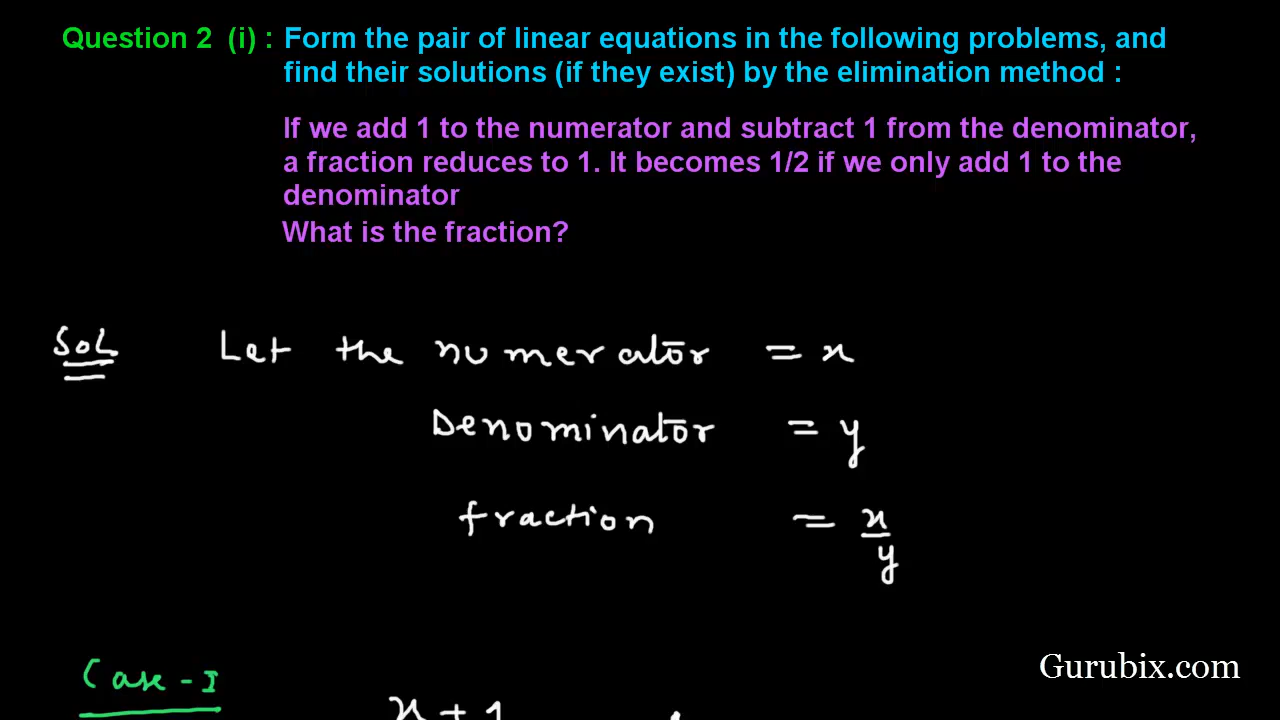 Question 2 (i) : Form the pair of linear equations in the following problems, and
find their solutions (if they exist) by the elimination method :
If we add 1 to the numerator and subtract 1 from the denominator,
a fraction reduces to 1. It becomes 1/2 if we only add 1 to the
denominator
What is the fraction?
Sol Let the numerator = x
Denominator = y
fraction = x/y
Case - I
x + 1
Gurubix.com